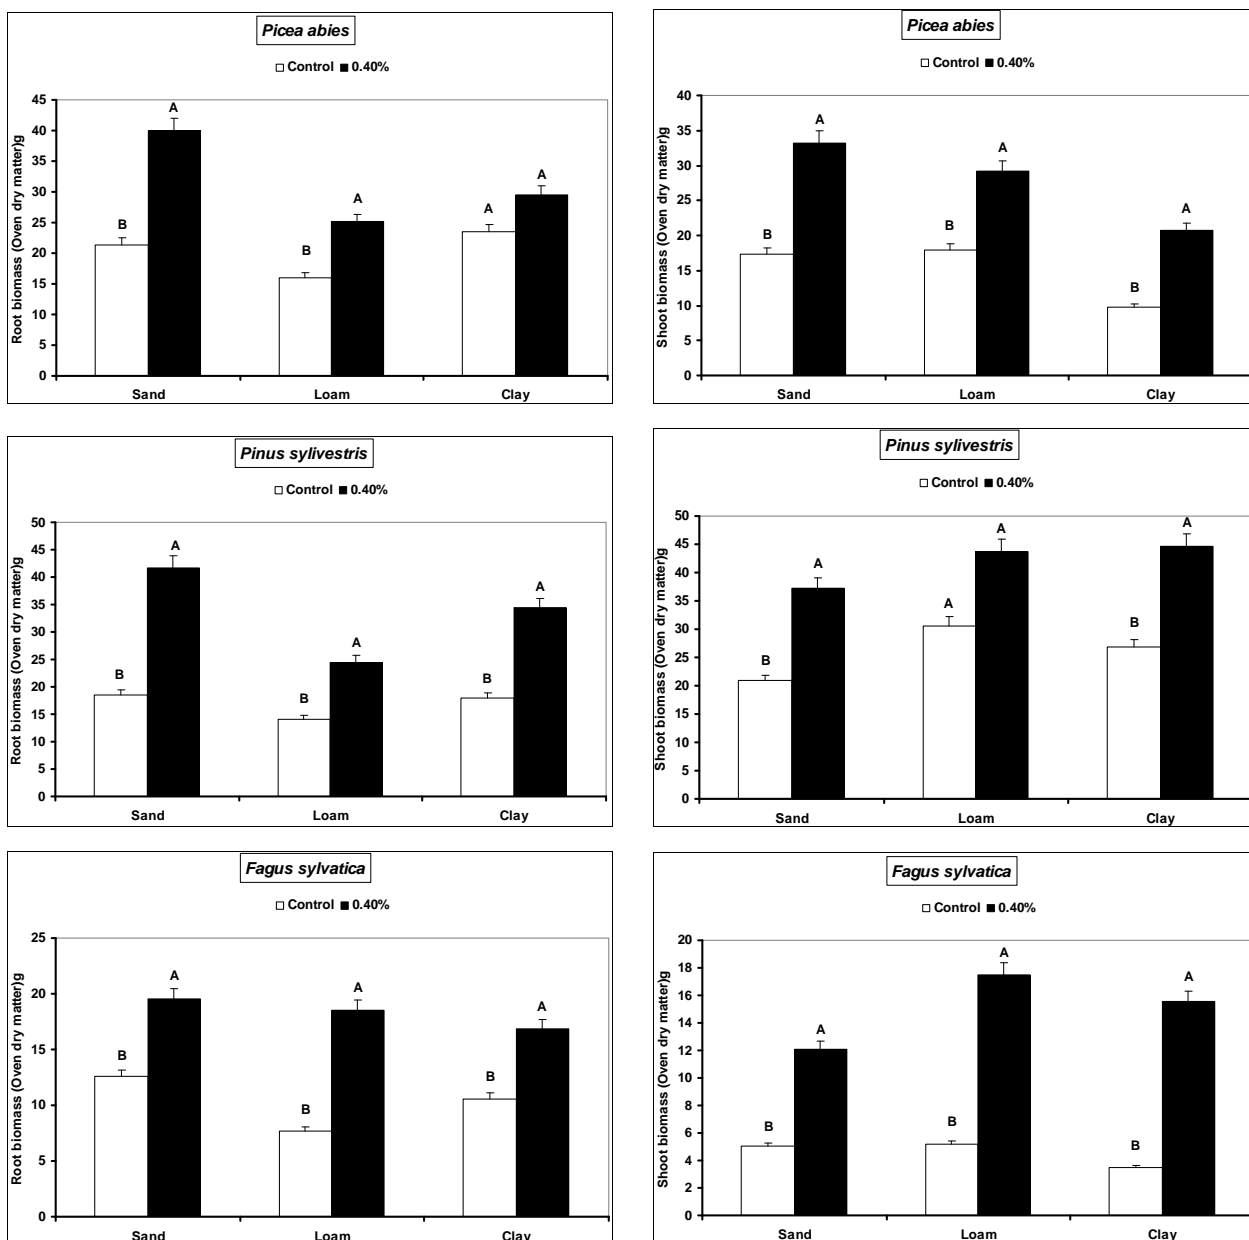 Picea abies
Control 0.40%
Root biomass (Oven dry matter)g
45
40
35
30
25
20
15
10
5
0
B
A
B
A
A
A
Sand Loam Clay
Picea abies
Control 0.40%
Shoot biomass (Oven dry matter)g
40
35
30
25
20
15
10
5
0
B
A
B
A
B
A
Sand Loam Clay
Pinus sylivestris
Control 0.40%
Root biomass (Oven dry matter)g
50
45
40
35
30
25
20
15
10
5
0
B
A
B
A
B
A
Sand Loam Clay
Pinus sylivestris
Control 0.40%
Shoot biomass (Oven dry matter)g
50
45
40
35
30
25
20
15
10
5
0
B
A
A
A
B
A
Sand Loam Clay
Fagus sylvatica
Control 0.40%
Root biomass (Oven dry matter)g
25
20
15
10
5
0
B
A
B
A
B
A
Sand Loam Clay
Fagus sylvatica
Control 0.40%
Shoot biomass (Oven dry matter)g
20
18
16
14
12
10
8
6
4
2
0
B
A
B
A
B
A
Sand Loam Clay